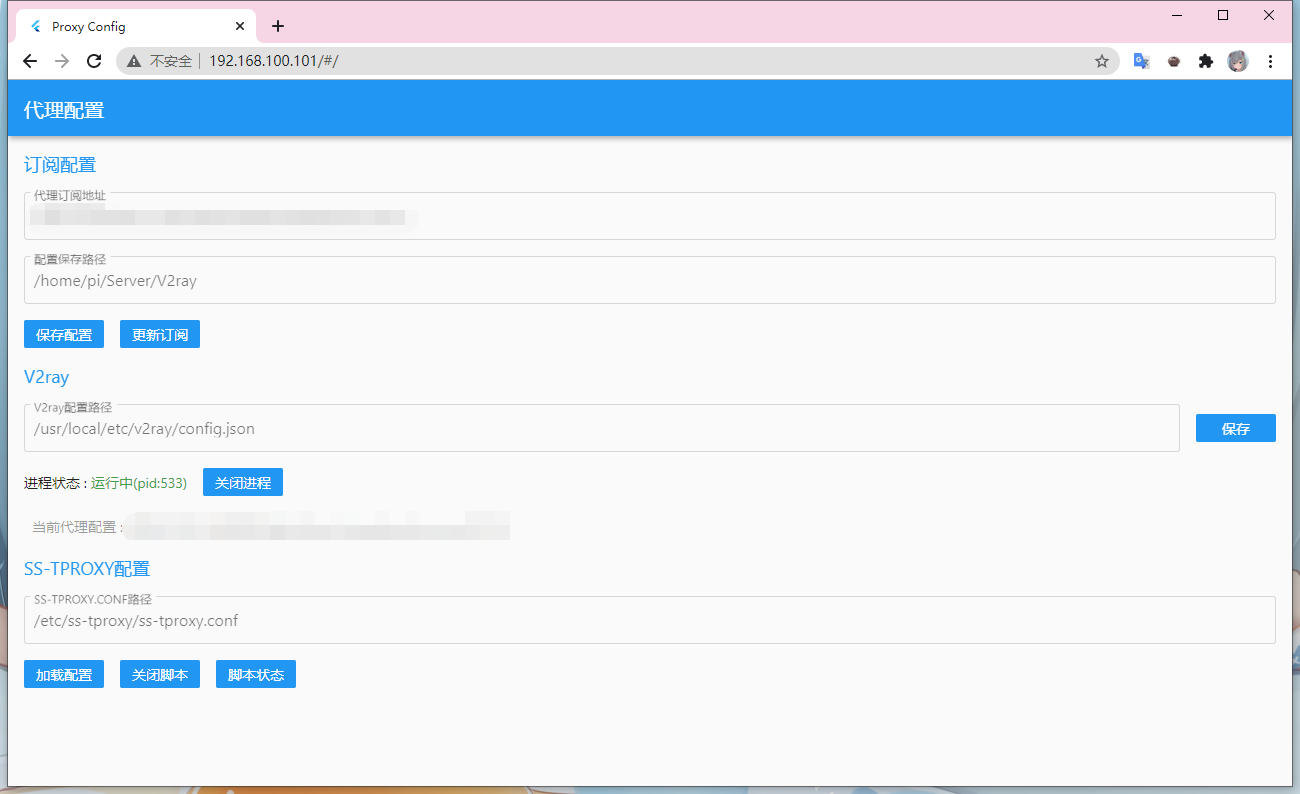 Proxy Config
不安全 192.168.100.101/#/
代理配置
订阅配置
代理订阅地址
配置保存路径
/home/pi/Server/V2ray
保存配置 更新订阅
V2ray
V2ray配置路径
/usr/local/etc/v2ray/config.json
保存
进程状态 : 运行中(pid:533) 关闭进程
当前代理配置 :
SS-TPROXY配置
SS-TPROXY.CONF路径
/etc/ss-tproxy/ss-tproxy.conf
加载配置 关闭脚本 脚本状态